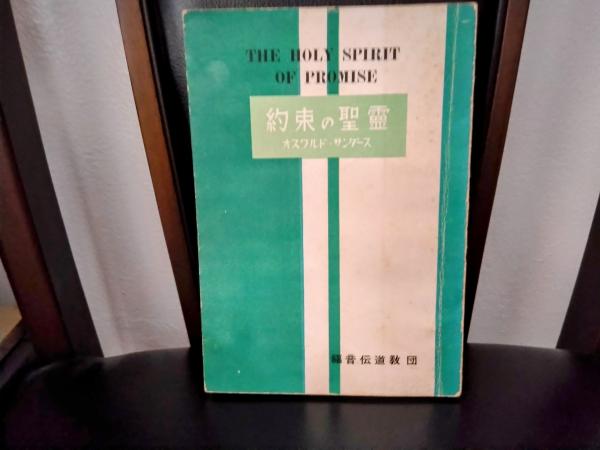 THE HOLY SPIRIT
OF PROMISE
約束の聖靈
オスワルド・サンダース
福音伝道教団